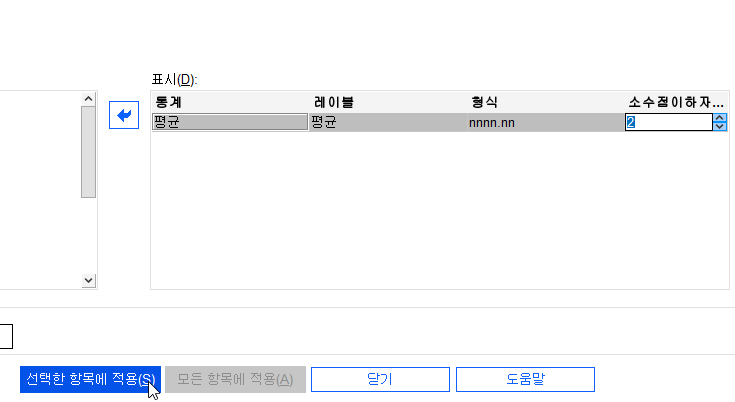 표시(D):
통계 레이블 형식 소수점이하자...
평균 평균 nnnn.nn 2
선택한 항목에 적용(S) 모든 항목에 적용(A) 닫기 도움말